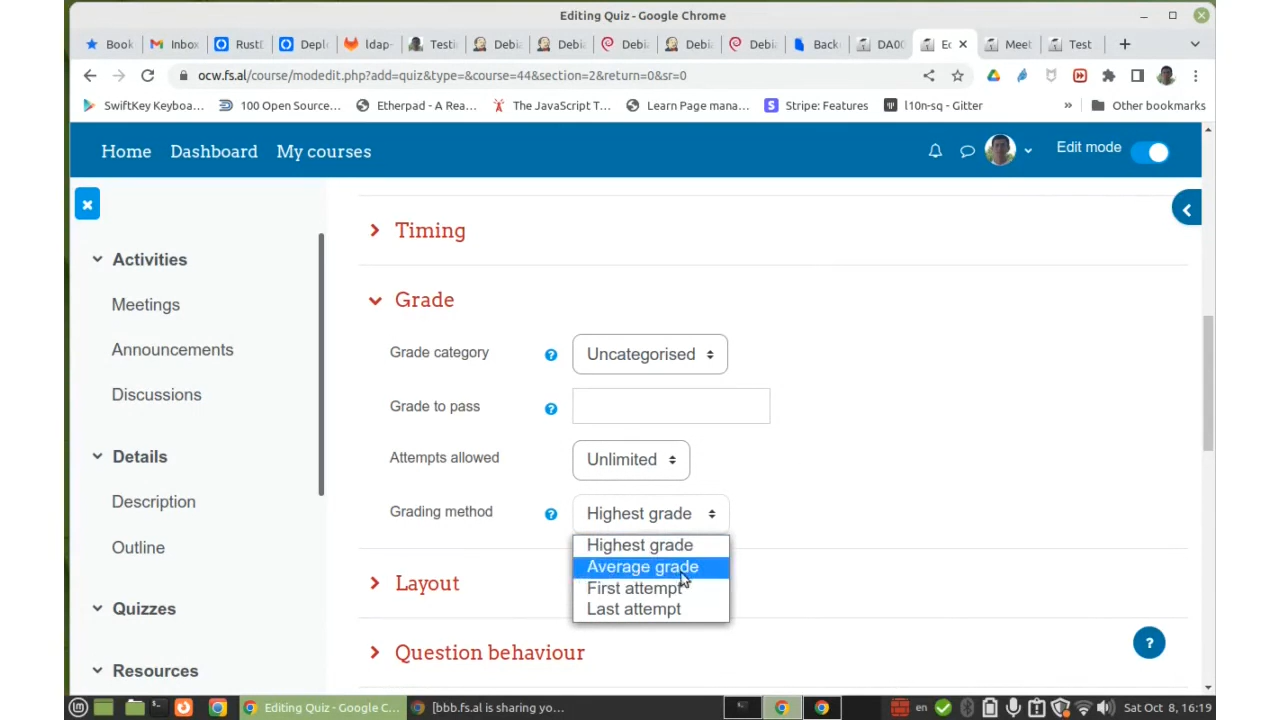 Editing Quiz - Google Chrome
Book
Inbox
Rust
Deplo
ldap-
Testi
Debi
Debi
Debi
Debi
Debi
Back
DA00
Ec
Meet
Test
ocw.fs.al/course/modedit.php?add=quiz&type=&course=44&section=2&return=0&sr=0
SwiftKey Keyboa...
100 Open Source...
Etherpad - A Rea...
The JavaScript T...
Learn Page mana...
Stripe: Features
l10n-sq - Gitter
»
Other bookmarks
Home
Dashboard
My courses
Edit mode
Activities
Meetings
Announcements
Discussions
Details
Description
Outline
Quizzes
Resources
Timing
Grade
Grade category
Uncategorised
Grade to pass
Attempts allowed
Unlimited
Grading method
Highest grade
Highest grade
Average grade
First attempt
Last attempt
Layout
Question behaviour
?
Editing Quiz - Google C...
[bbb.fs.al is sharing yo...
en
Sat Oct 8, 16:19